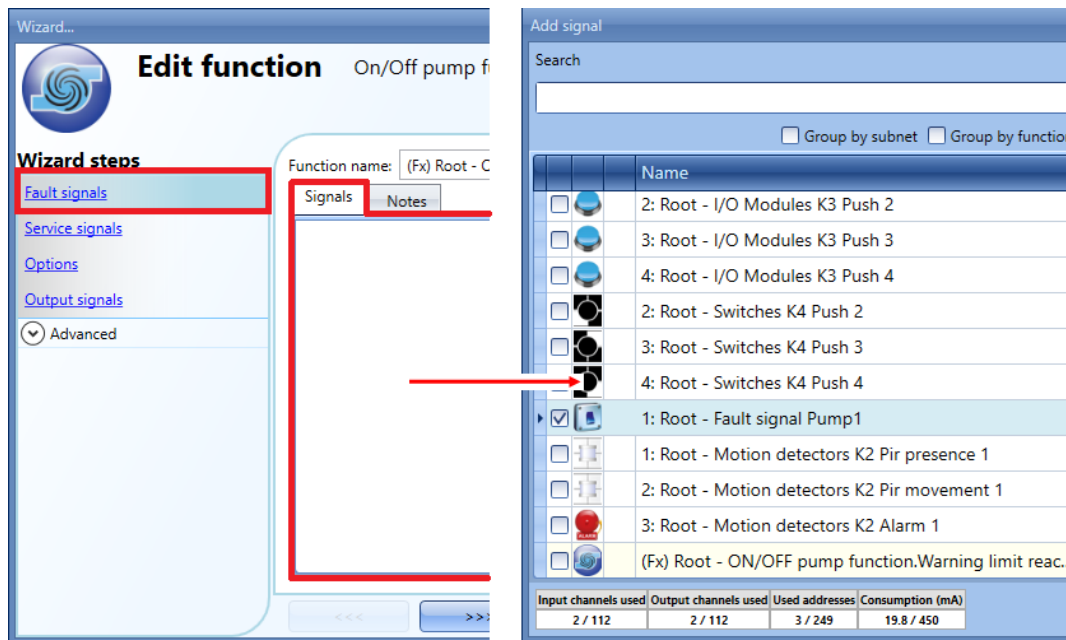 Wizard...
Edit function On/Off pump f
Wizard steps
Fault signals
Service signals
Options
Output signals
Advanced
Function name: (Fx) Root - C
Signals Notes
<<< >>>
Add signal
Search
Group by subnet Group by function
Name
2: Root - I/O Modules K3 Push 2
3: Root - I/O Modules K3 Push 3
4: Root - I/O Modules K3 Push 4
2: Root - Switches K4 Push 2
3: Root - Switches K4 Push 3
4: Root - Switches K4 Push 4
1: Root - Fault signal Pump1
1: Root - Motion detectors K2 Pir presence 1
2: Root - Motion detectors K2 Pir movement 1
ALARM 3: Root - Motion detectors K2 Alarm 1
(Fx) Root - ON/OFF pump function.Warning limit reac..
Input channels used Output channels used Used addresses Consumption (mA)
2 / 112 2 / 112 3 / 249 19.8 / 450